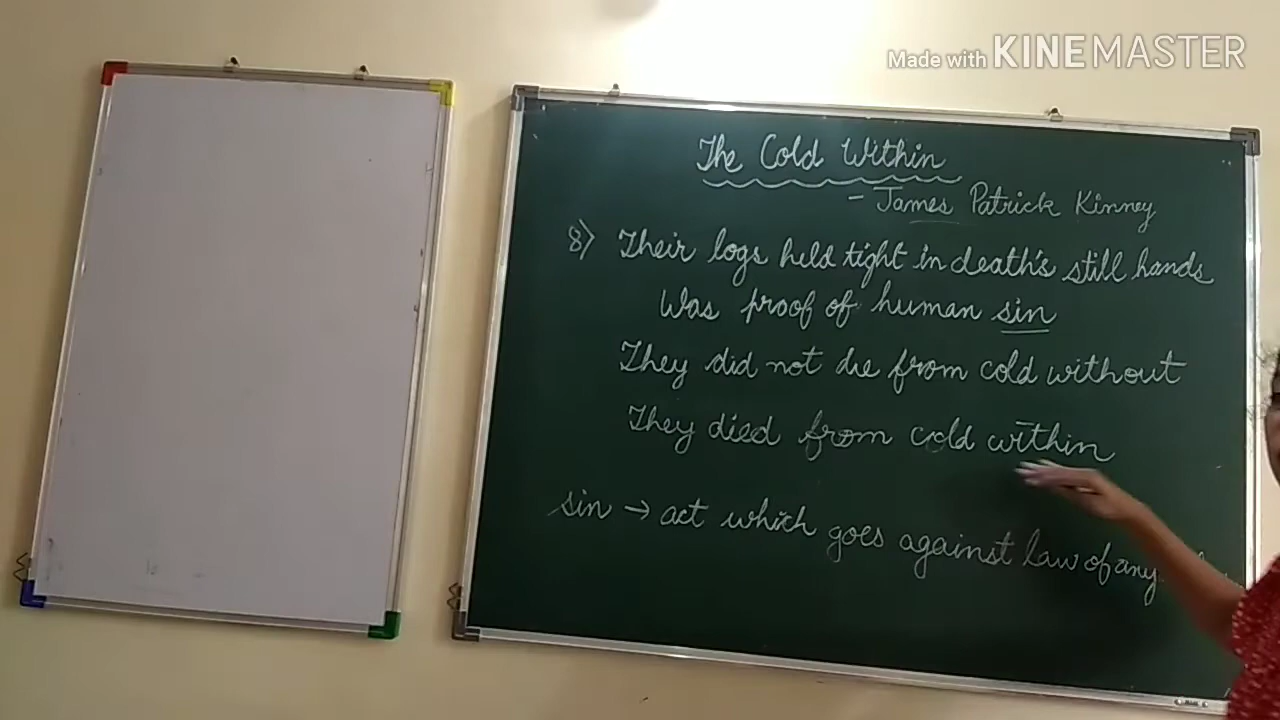 Made with KINEMASTER
The Cold Within
- James Patrick Kinney
8) Their logs held tight in death's still hands
Was proof of human sin
They did not die from cold without
They died from cold within
sin → act which goes against law of any